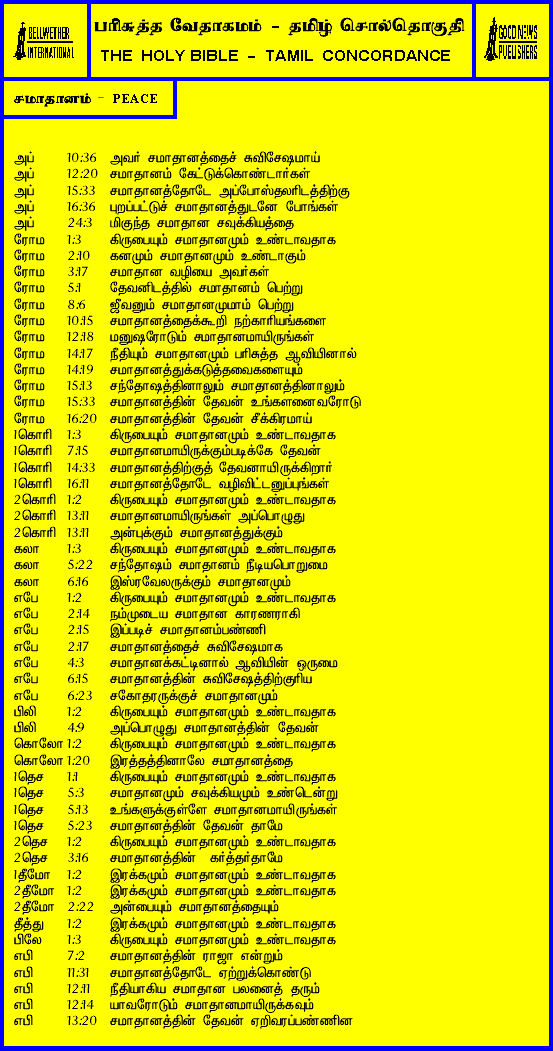 BELLWETHER
INTERNATIONAL
பரிசுத்த வேதாகமம் - தமிழ் சொல்தொகுதி
THE HOLY BIBLE - TAMIL CONCORDANCE
GOOD NEWS
PUBLISHERS
சமாதானம் - PEACE
அப் 10:36 அவர் சமாதானத்தைச் சுவிசேஷமாய்
அப் 12:20 சமாதானம் கேட்டுக்கொண்டார்கள்
அப் 15:33 சமாதானத்தோடே அப்போஸ்தலரிடத்திற்கு
அப் 16:36 புறப்பட்டுச் சமாதானத்துடனே போங்கள்
அப் 24:3 மிகுந்த சமாதான சவுக்கியத்தை
ரோம 1:3 கிருபையும் சமாதானமும் உண்டாவதாக
ரோம 2:10 கனமும் சமாதானமும் உண்டாகும்
ரோம 3:17 சமாதான வழியை அவர்கள்
ரோம 5:1 தேவனிடத்தில் சமாதானம் பெற்று
ரோம 8:6 ஜீவனும் சமாதானமுமாம் பெற்று
ரோம 10:15 சமாதானத்தைக்கூறி நற்காரியங்களை
ரோம 12:18 மனுஷரோடும் சமாதானமாயிருங்கள்
ரோம 14:17 நீதியும் சமாதானமும் பரிசுத்த ஆவியினால்
ரோம 14:19 சமாதானத்துக்கடுத்தவைகளையும்
ரோம 15:13 சந்தோஷத்தினாலும் சமாதானத்தினாலும்
ரோம 15:33 சமாதானத்தின் தேவன் உங்களனைவரோடு
ரோம 16:20 சமாதானத்தின் தேவன் சீக்கிரமாய்
1கொரி 1:3 கிருபையும் சமாதானமும் உண்டாவதாக
1கொரி 7:15 சமாதானமாயிருக்கும்படிக்கே தேவன்
1கொரி 14:33 சமாதானத்திற்குத் தேவனாயிருக்கிறார்
1கொரி 16:11 சமாதானத்தோடே வழிவிட்டனுப்புங்கள்
2கொரி 1:2 கிருபையும் சமாதானமும் உண்டாவதாக
2கொரி 13:11 சமாதானமாயிருங்கள் அப்பொழுது
2கொரி 13:11 அன்புக்கும் சமாதானத்துக்கும்
கலா 1:3 கிருபையும் சமாதானமும் உண்டாவதாக
கலா 5:22 சந்தோஷம் சமாதானம் நீடியபொறுமை
கலா 6:16 இஸ்ரவேலருக்கும் சமாதானமும்
எபே 1:2 கிருபையும் சமாதானமும் உண்டாவதாக
எபே 2:14 நம்முடைய சமாதான காரணராகி
எபே 2:15 இப்படிச் சமாதானம்பண்ணி
எபே 2:17 சமாதானத்தைச் சுவிசேஷமாக
எபே 4:3 சமாதானக்கட்டினால் ஆவியின் ஒருமை
எபே 6:15 சமாதானத்தின் சுவிசேஷத்திற்குரிய
எபே 6:23 சகோதரருக்குச் சமாதானமும்
பிலி 1:2 கிருபையும் சமாதானமும் உண்டாவதாக
பிலி 4:9 அப்பொழுது சமாதானத்தின் தேவன்
கொலோ 1:2 கிருபையும் சமாதானமும் உண்டாவதாக
கொலோ 1:20 இரத்தத்தினாலே சமாதானத்தை
1தெச 1:1 கிருபையும் சமாதானமும் உண்டாவதாக
1தெச 5:3 சமாதானமும் சவுக்கியமும் உண்டென்று
1தெச 5:13 உங்களுக்குள்ளே சமாதானமாயிருங்கள்
1தெச 5:23 சமாதானத்தின் தேவன் தாமே
2தெச 1:2 கிருபையும் சமாதானமும் உண்டாவதாக
2தெச 3:16 சமாதானத்தின் கர்த்தர்தாமே
1தீமோ 1:2 இரக்கமும் சமாதானமும் உண்டாவதாக
2தீமோ 1:2 இரக்கமும் சமாதானமும் உண்டாவதாக
2தீமோ 2:22 அன்பையும் சமாதானத்தையும்
தீத்து 1:2 இரக்கமும் சமாதானமும் உண்டாவதாக
பிலே 1:3 கிருபையும் சமாதானமும் உண்டாவதாக
எபி 7:2 சமாதானத்தின் ராஜா என்றும்
எபி 11:31 சமாதானத்தோடே ஏற்றுக்கொண்டு
எபி 12:11 நீதியாகிய சமாதான பலனைத் தரும்
எபி 12:14 யாவரோடும் சமாதானமாயிருக்கவும்
எபி 13:20 சமாதானத்தின் தேவன் ஏறிவரப்பண்ணின